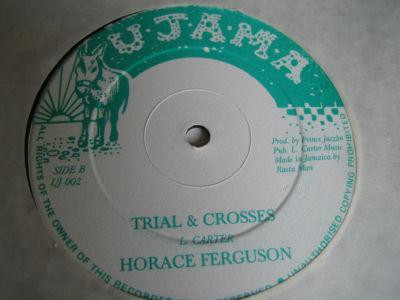 U·J·A·M·A
SIDE B
UJ 002
Prod. by Prince Jazzbo
Pub. L. Carter Music
Made in Jamaica by
Rasta Man
TRIAL & CROSSES
L. CARTER
HORACE FERGUSON
ALL RIGHTS OF THE OWNER OF THIS RECORDED
RESERVED · UNAUTHORISED COPYING PROHIBITED